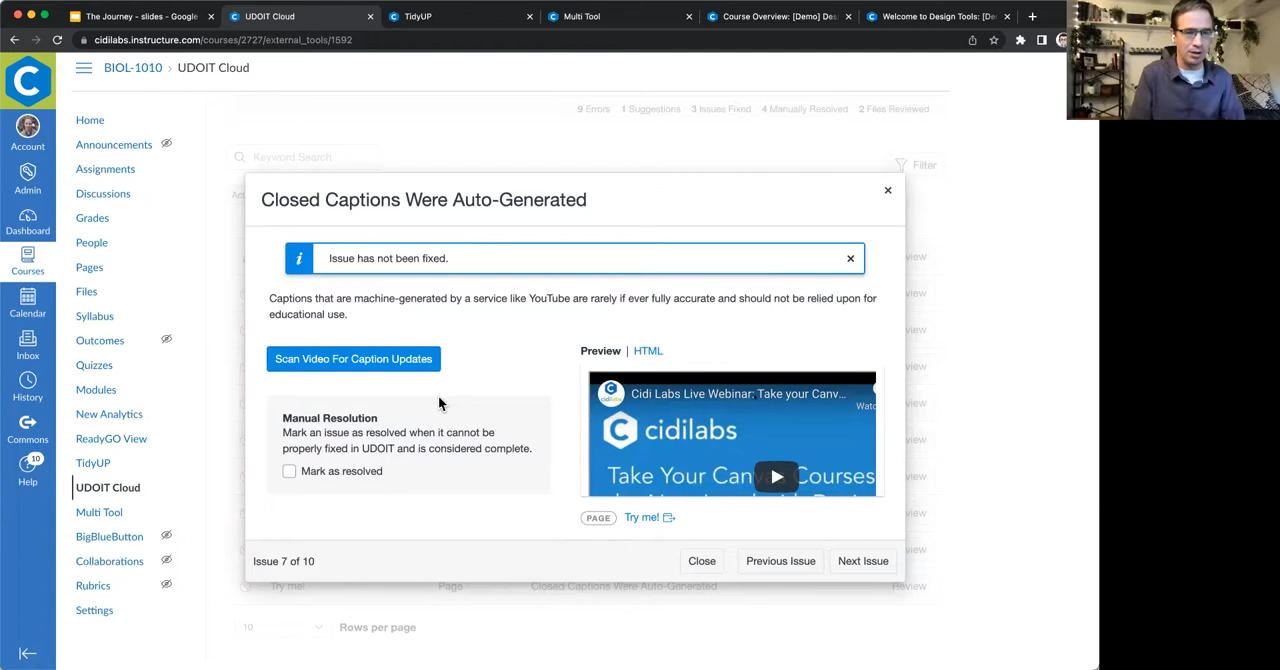 The Journey - slides - Google
UDOIT Cloud
TidyUP
Multi Tool
Course Overview: [Demo] Des
Welcome to Design Tools: [De
cidilabs.instructure.com/courses/2727/external_tools/1592
BIOL-1010 › UDOIT Cloud
9 Errors 1 Suggestions 3 Issues Fixed 4 Manually Resolved 2 Files Reviewed
Account
Admin
Dashboard
Courses
Calendar
Inbox
History
Commons
10
Help
Home
Announcements
Assignments
Discussions
Grades
People
Pages
Files
Syllabus
Outcomes
Quizzes
Modules
New Analytics
ReadyGO View
TidyUP
UDOIT Cloud
Multi Tool
BigBlueButton
Collaborations
Rubrics
Settings
Keyword Search
Filter
Closed Captions Were Auto-Generated
Issue has not been fixed.
Captions that are machine-generated by a service like YouTube are rarely if ever fully accurate and should not be relied upon for
educational use.
Scan Video For Caption Updates
Manual Resolution
Mark an issue as resolved when it cannot be
properly fixed in UDOIT and is considered complete.
Mark as resolved
Preview | HTML
Cidi Labs Live Webinar: Take your Canv...
Watc
cidilabs
Take Your Canvas Courses
PAGE Try me!
Issue 7 of 10
Close
Previous Issue
Next Issue
Try me! Page Closed Captions Were Auto-Generated Review
10 Rows per page